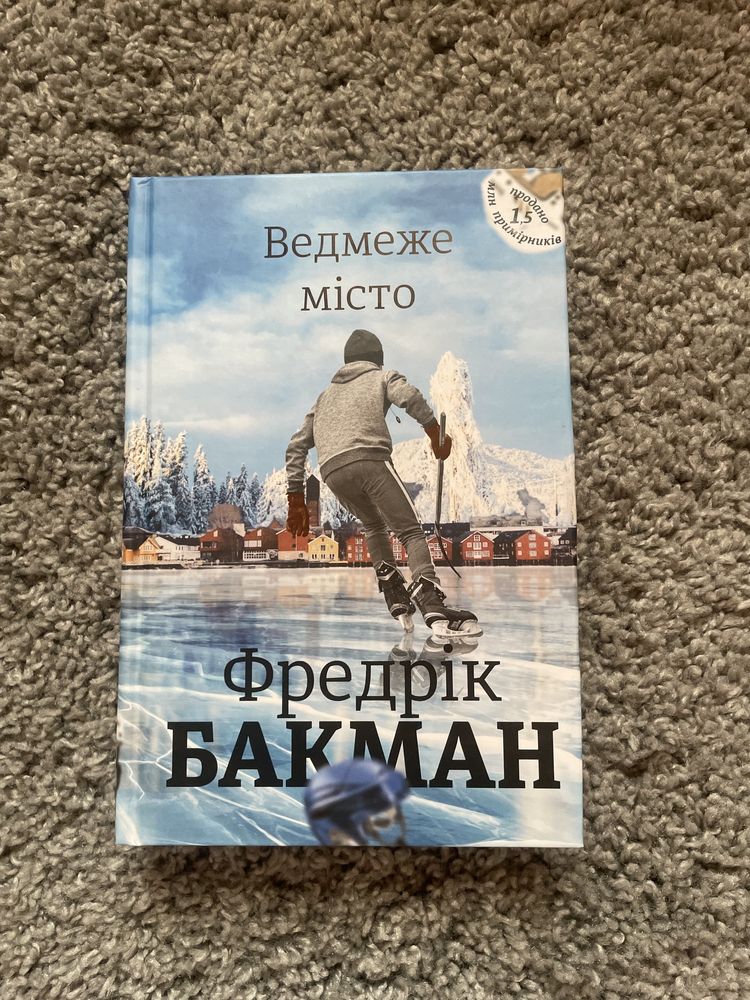 продано
1,5
млн примірників
Ведмеже
місто
Фредрік
БАКМАН